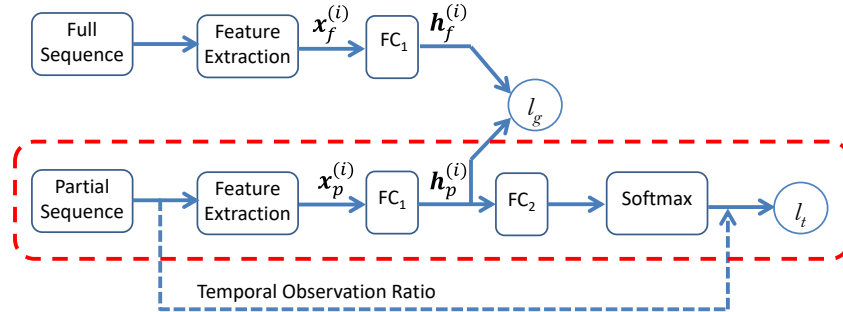 Full Sequence
Feature Extraction
𝒙_f^{(i)}
FC₁
𝒉_f^{(i)}
l_g
Partial Sequence
Feature Extraction
𝒙_p^{(i)}
FC₁
𝒉_p^{(i)}
FC₂
Softmax
l_t
Temporal Observation Ratio